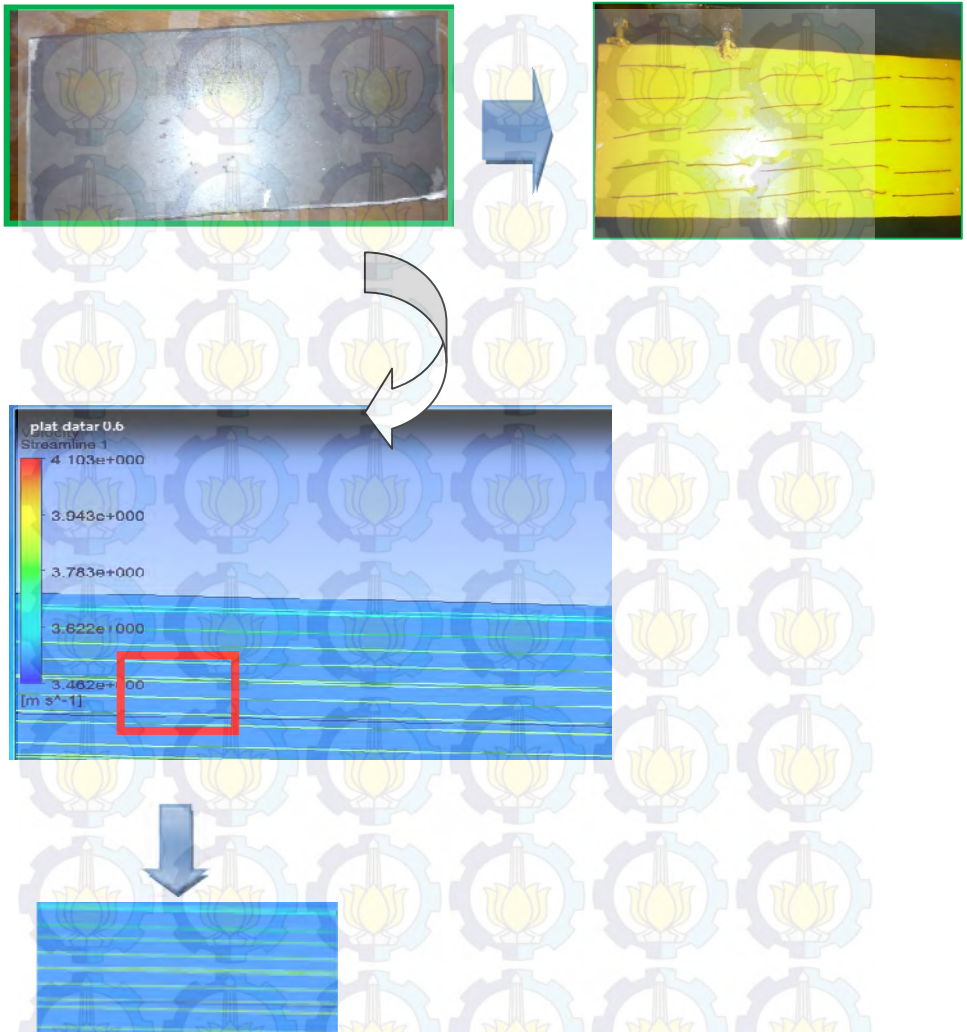 plat datar 0.6
Velocity
Streamline 1
4 103e+000
3.943e+000
3.783e+000
3.622e+000
3.462e+000
[m s^-1]